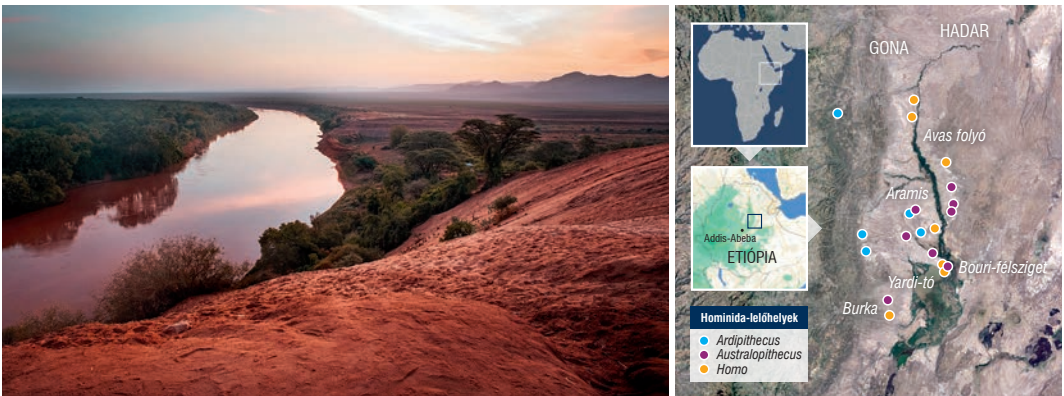 HADAR
GONA
Avas folyó
Aramis
Addis-Abeba
ETIÓPIA
Bouri-félsziget
Yardi-tó
Burka
Hominida-lelőhelyek
Ardipithecus
Australopithecus
Homo